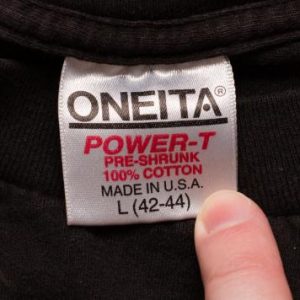 ONEITA®
POWER-T
PRE-SHRUNK
100% COTTON
MADE IN U.S.A.
L (42-44)